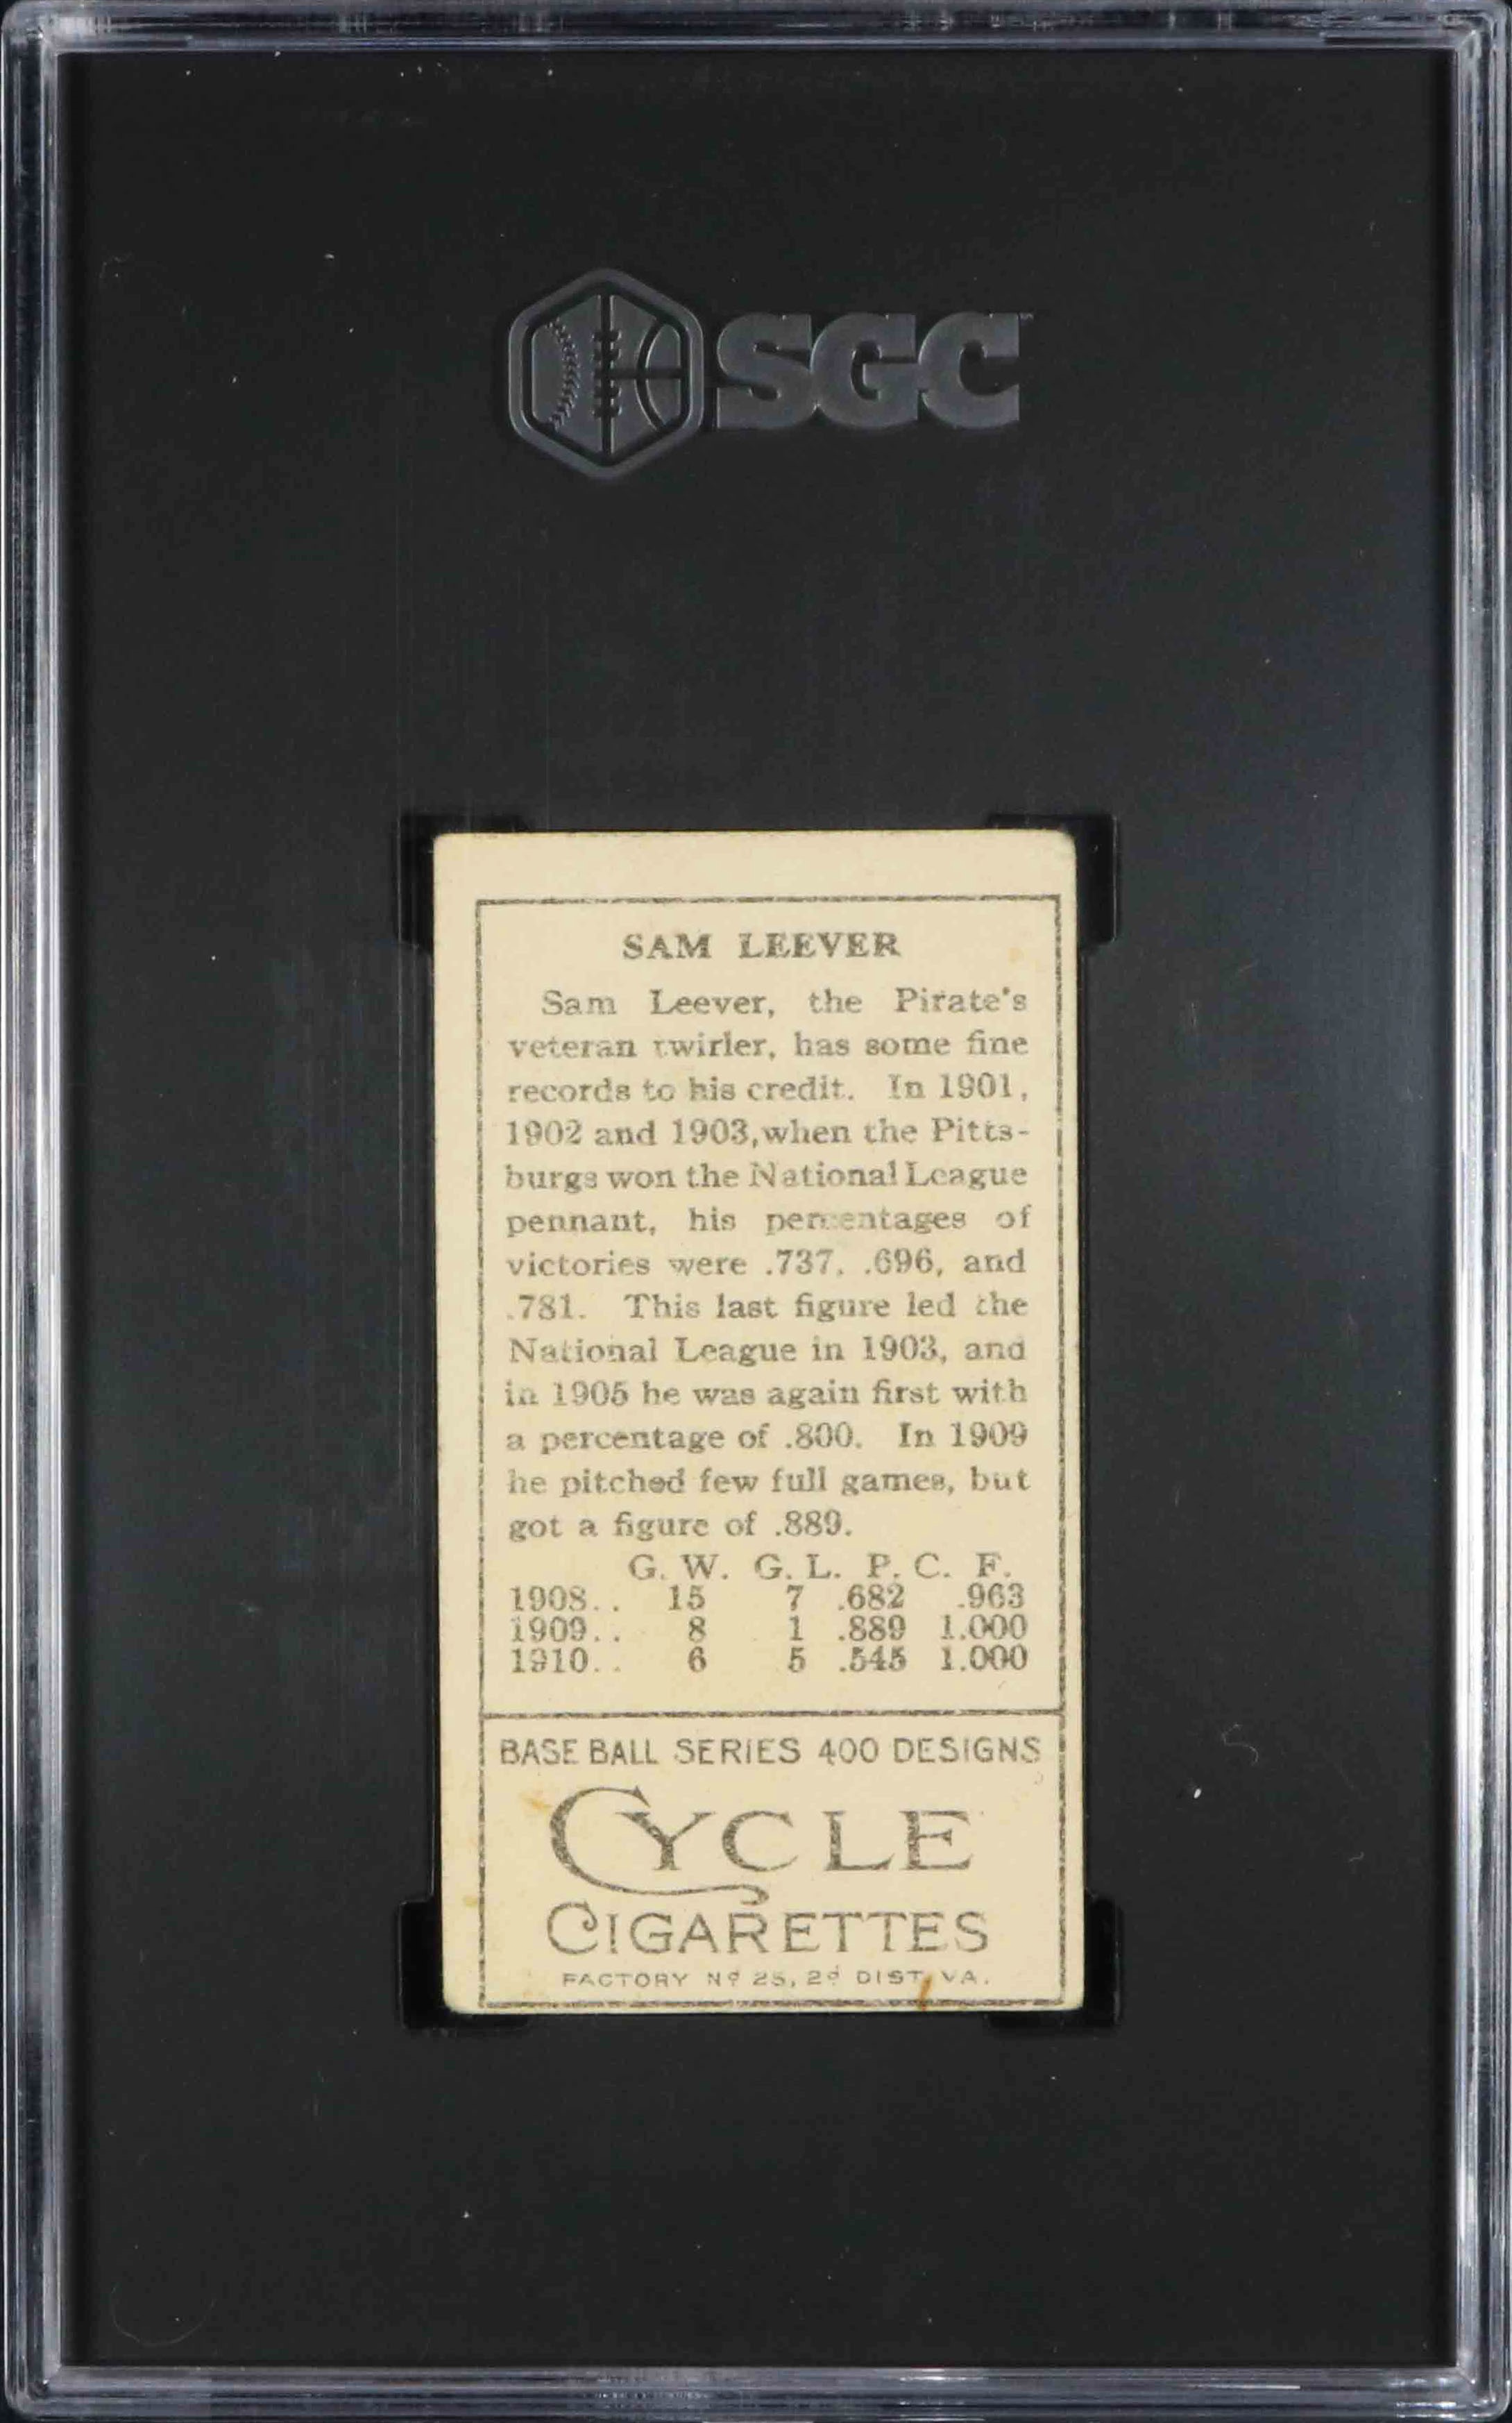 SGC
SAM LEEVER
Sam Leever, the Pirate's
veteran twirler, has some fine
records to his credit. In 1901,
1902 and 1903, when the Pitts-
burgs won the National League
pennant, his percentages of
victories were .737, .696, and
.781. This last figure led the
National League in 1903, and
in 1905 he was again first with
a percentage of .800. In 1909
he pitched few full games, but
got a figure of .889.
G. W. G. L. P. C. F.
1908.. 15 7 .682 .963
1909.. 8 1 .889 1.000
1910.. 6 5 .545 1.000
BASE BALL SERIES 400 DESIGNS
CYCLE
CIGARETTES
FACTORY Nº 25, 2d DIST. VA.